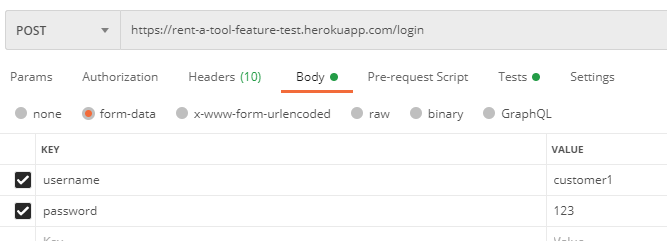 POST https://rent-a-tool-feature-test.herokuapp.com/login
Params Authorization Headers (10) Body Pre-request Script Tests Settings
none form-data x-www-form-urlencoded raw binary GraphQL
KEY VALUE
username customer1
password 123
Key Value